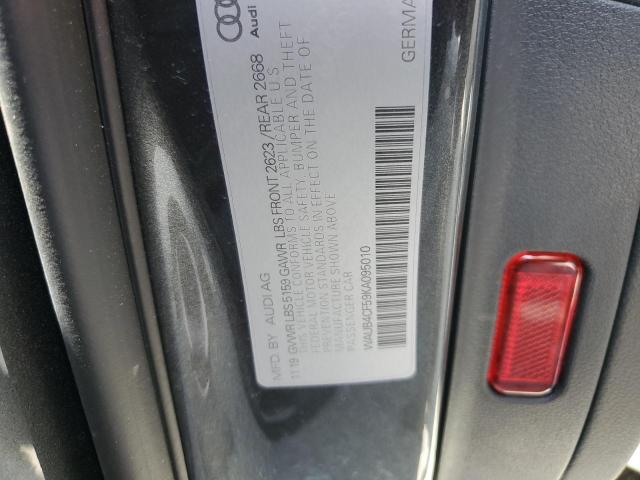 Audi
MFD. BY AUDI AG GERMA
11 19 GVWR LBS 5159 GAWR LBS FRONT 2623 / REAR 2668
THIS VEHICLE CONFORMS TO ALL APPLICABLE U S
FEDERAL MOTOR VEHICLE SAFETY, BUMPER AND THEFT
PREVENTION STANDARDS IN EFFECT ON THE DATE OF
MANUFACTURE SHOWN ABOVE
PASSENGER CAR
WAUB4CF59KA095010